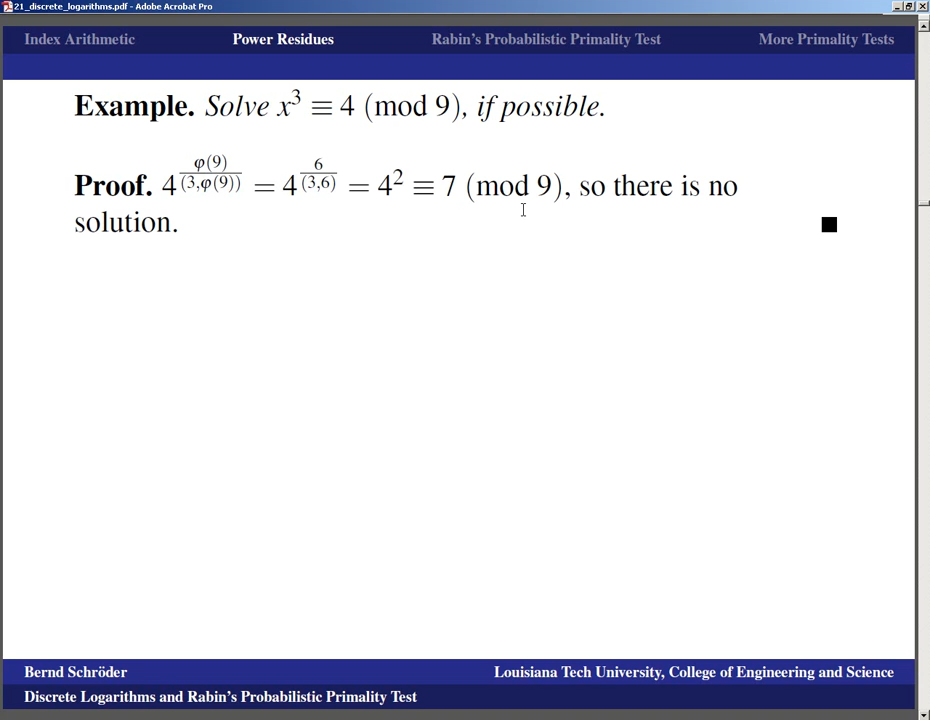 21_discrete_logarithms.pdf - Adobe Acrobat Pro
Index Arithmetic Power Residues Rabin's Probabilistic Primality Test More Primality Tests
Example. Solve x³ ≡ 4 (mod 9), if possible.
Proof. 4^{\frac{φ(9)}{(3,φ(9))}} = 4^{\frac{6}{(3,6)}} = 4² ≡ 7 (mod 9), so there is no
solution.
Bernd Schröder Louisiana Tech University, College of Engineering and Science
Discrete Logarithms and Rabin's Probabilistic Primality Test